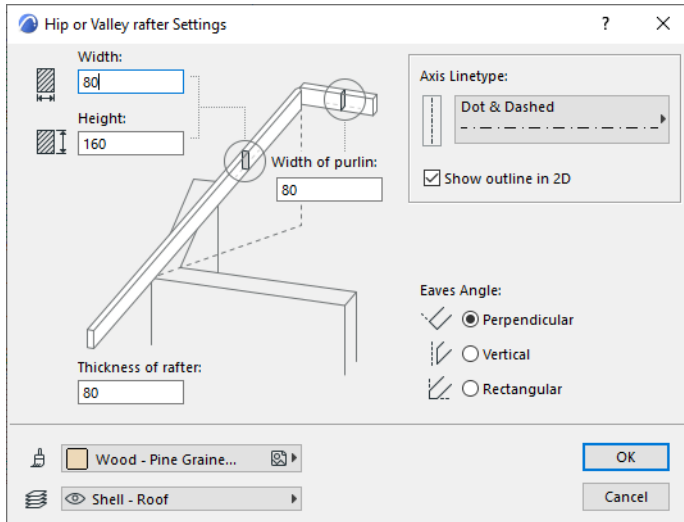 Hip or Valley rafter Settings
?
Width:
80
Height:
160
Width of purlin:
80
Thickness of rafter:
80
Axis Linetype:
Dot & Dashed
Show outline in 2D
Eaves Angle:
Perpendicular
Vertical
Rectangular
Wood - Pine Graine...
OK
Shell - Roof
Cancel